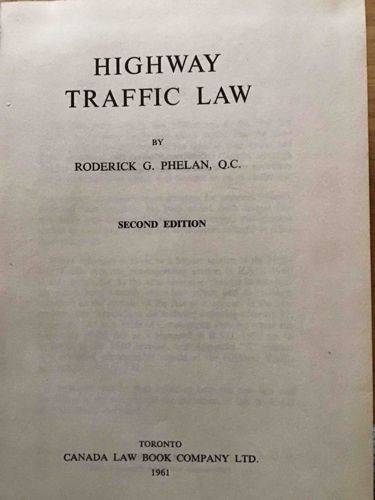 HIGHWAY
TRAFFIC LAW
BY
RODERICK G. PHELAN, Q.C.
SECOND EDITION
TORONTO
CANADA LAW BOOK COMPANY LTD.
1961